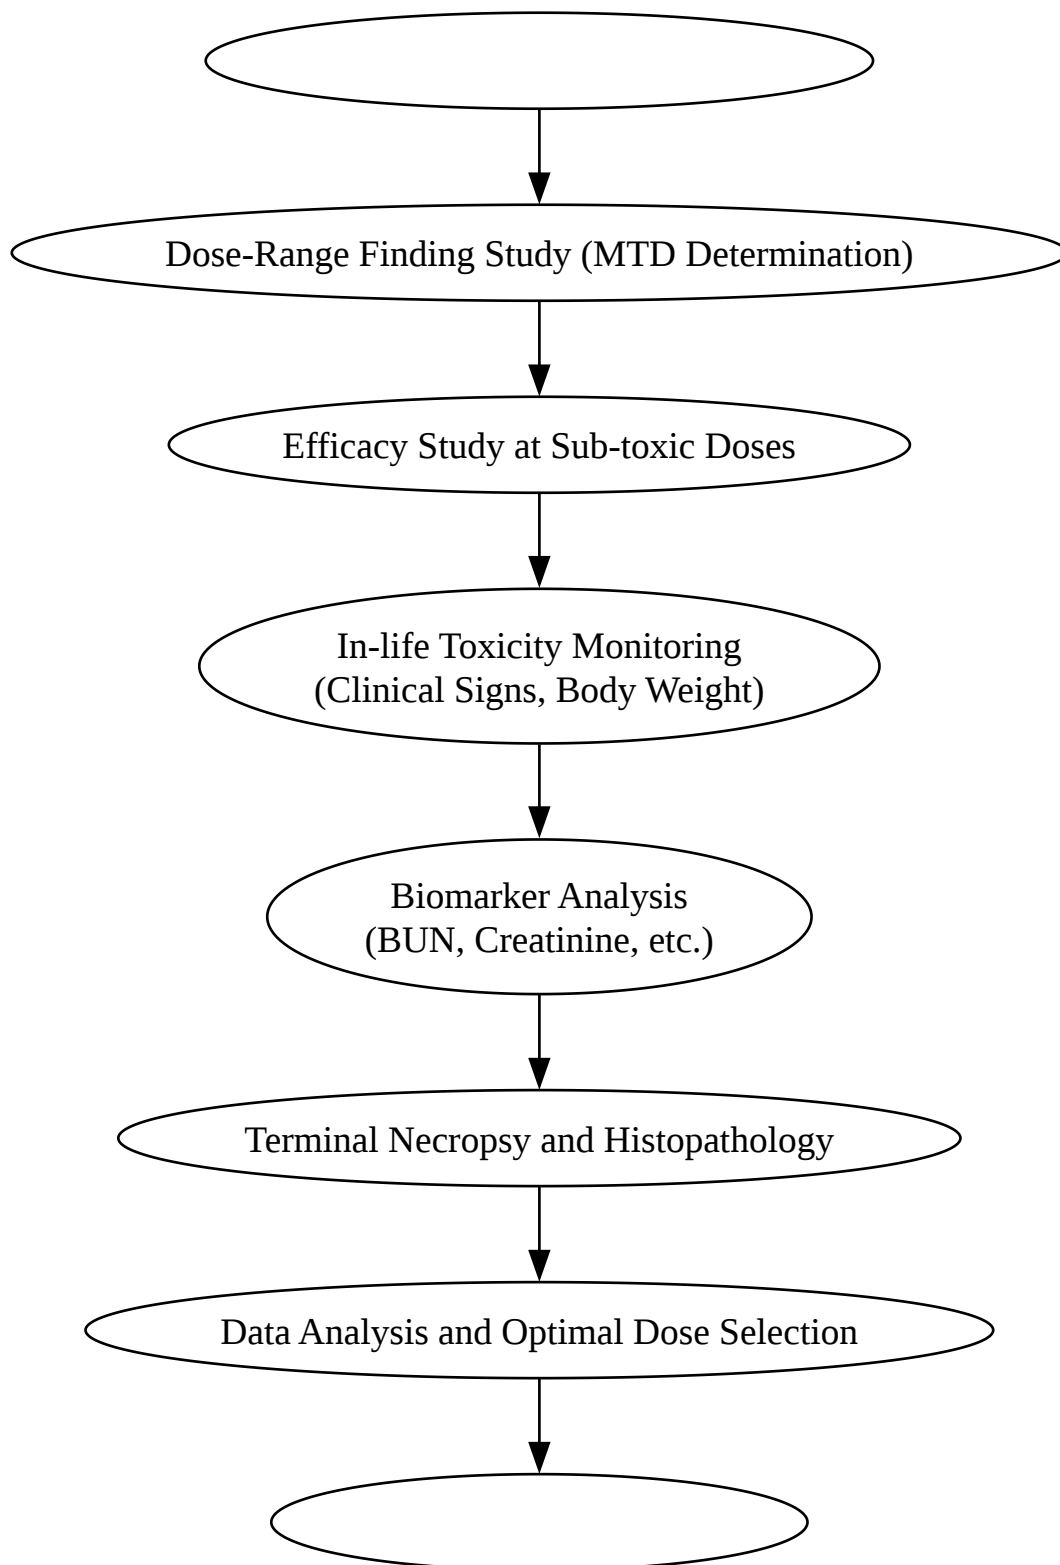 Dose-Range Finding Study (MTD Determination)
Efficacy Study at Sub-toxic Doses
In-life Toxicity Monitoring
(Clinical Signs, Body Weight)
Biomarker Analysis
(BUN, Creatinine, etc.)
Terminal Necropsy and Histopathology
Data Analysis and Optimal Dose Selection